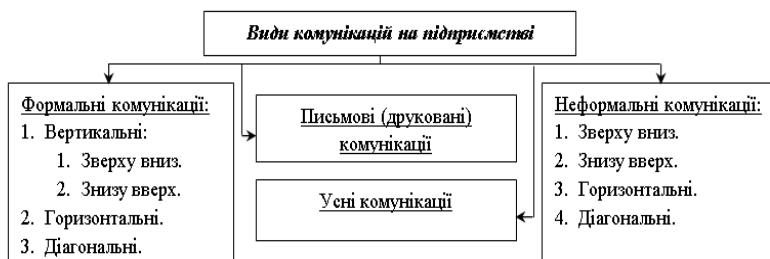 Види комунікацій на підприємстві
Формальні комунікації:
1. Вертикальні:
1. Зверху вниз.
2. Знизу вверх.
2. Горизонтальні.
3. Діагональні.
Письмові (друковані)
комунікації
Усні комунікації
Неформальні комунікації:
1. Зверху вниз.
2. Знизу вверх.
3. Горизонтальні.
4. Діагональні.